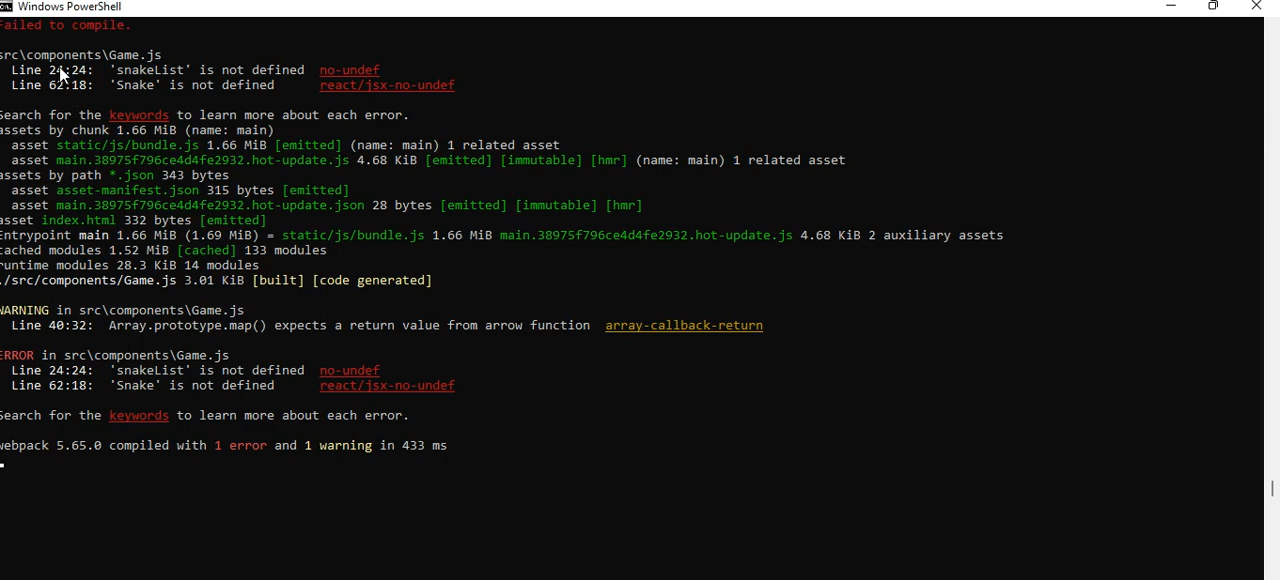 Windows PowerShell
Failed to compile.
src\components\Game.js
Line 24:24: 'snakeList' is not defined no-undef
Line 62:18: 'Snake' is not defined react/jsx-no-undef
Search for the keywords to learn more about each error.
assets by chunk 1.66 MiB (name: main)
asset static/js/bundle.js 1.66 MiB [emitted] (name: main) 1 related asset
asset main.38975f796ce4d4fe2932.hot-update.js 4.68 KiB [emitted] [immutable] [hmr] (name: main) 1 related asset
assets by path *.json 343 bytes
asset asset-manifest.json 315 bytes [emitted]
asset main.38975f796ce4d4fe2932.hot-update.json 28 bytes [emitted] [immutable] [hmr]
asset index.html 332 bytes [emitted]
Entrypoint main 1.66 MiB (1.69 MiB) = static/js/bundle.js 1.66 MiB main.38975f796ce4d4fe2932.hot-update.js 4.68 KiB 2 auxiliary assets
cached modules 1.52 MiB [cached] 133 modules
runtime modules 28.3 KiB 14 modules
./src/components/Game.js 3.01 KiB [built] [code generated]
WARNING in src\components\Game.js
Line 40:32: Array.prototype.map() expects a return value from arrow function array-callback-return
ERROR in src\components\Game.js
Line 24:24: 'snakeList' is not defined no-undef
Line 62:18: 'Snake' is not defined react/jsx-no-undef
Search for the keywords to learn more about each error.
webpack 5.65.0 compiled with 1 error and 1 warning in 433 ms